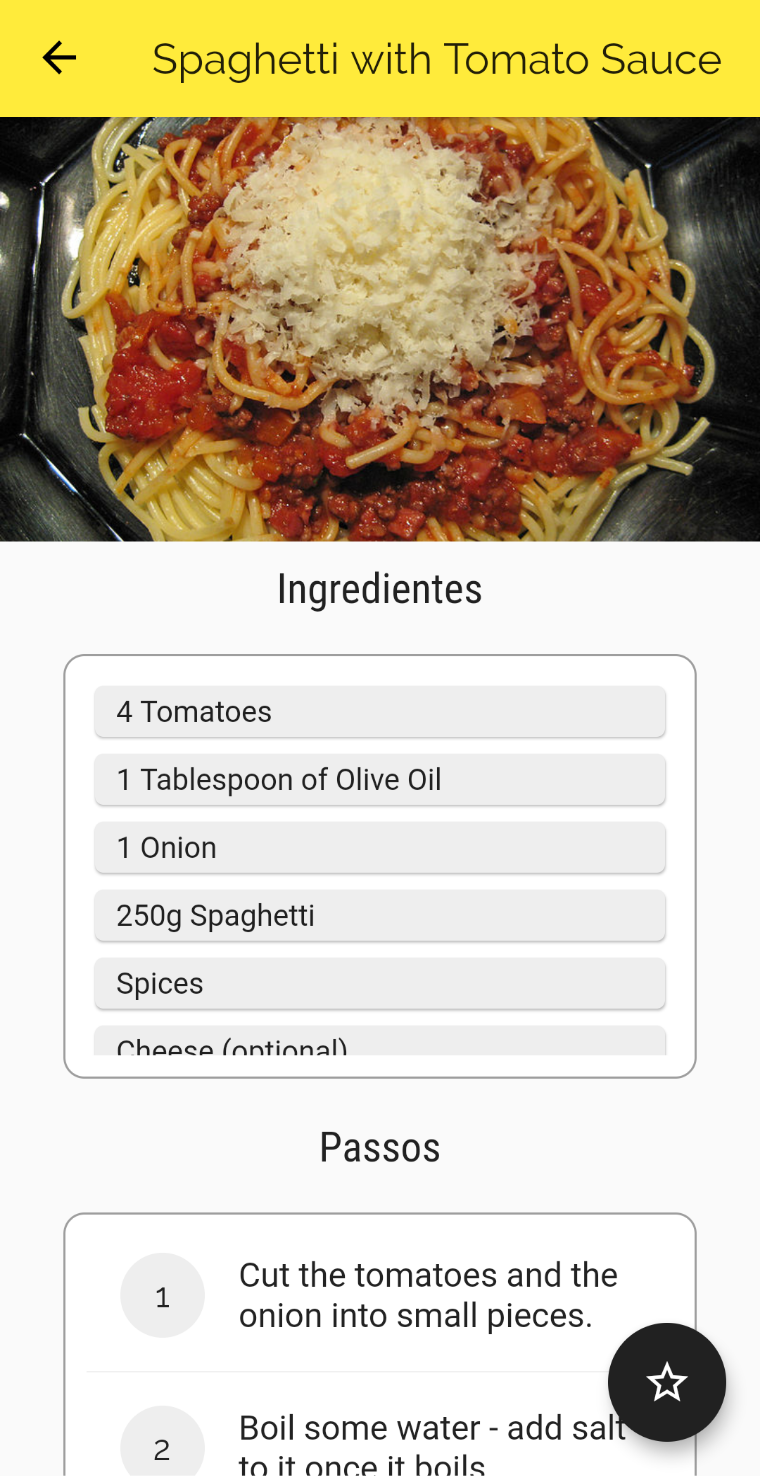 Spaghetti with Tomato Sauce
Ingredientes
4 Tomatoes
1 Tablespoon of Olive Oil
1 Onion
250g Spaghetti
Spices
Cheese (optional)
Passos
1
Cut the tomatoes and the
onion into small pieces.
2
Boil some water - add salt
to it once it boils